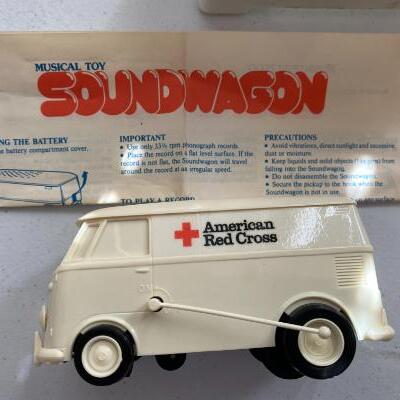 MUSICAL TOY
SOUNDWAGON
NG THE BATTERY
e battery compartment cover.
IMPORTANT
• Use only 33⅓ rpm phonograph records.
• Place the record on a flat level surface. If the
record is not flat, the Soundwagon will travel
around the record at an irregular speed.
PRECAUTIONS
• Avoid vibrations, direct sunlight and excessive
dust or moisture.
• Keep liquids and solid objects from
falling into the Soundwagon.
• Do not disassemble the Soundwagon.
• Secure the pickup to the hook when the
Soundwagon is not in use.
TO PLAY A RECORD
American
Red Cross